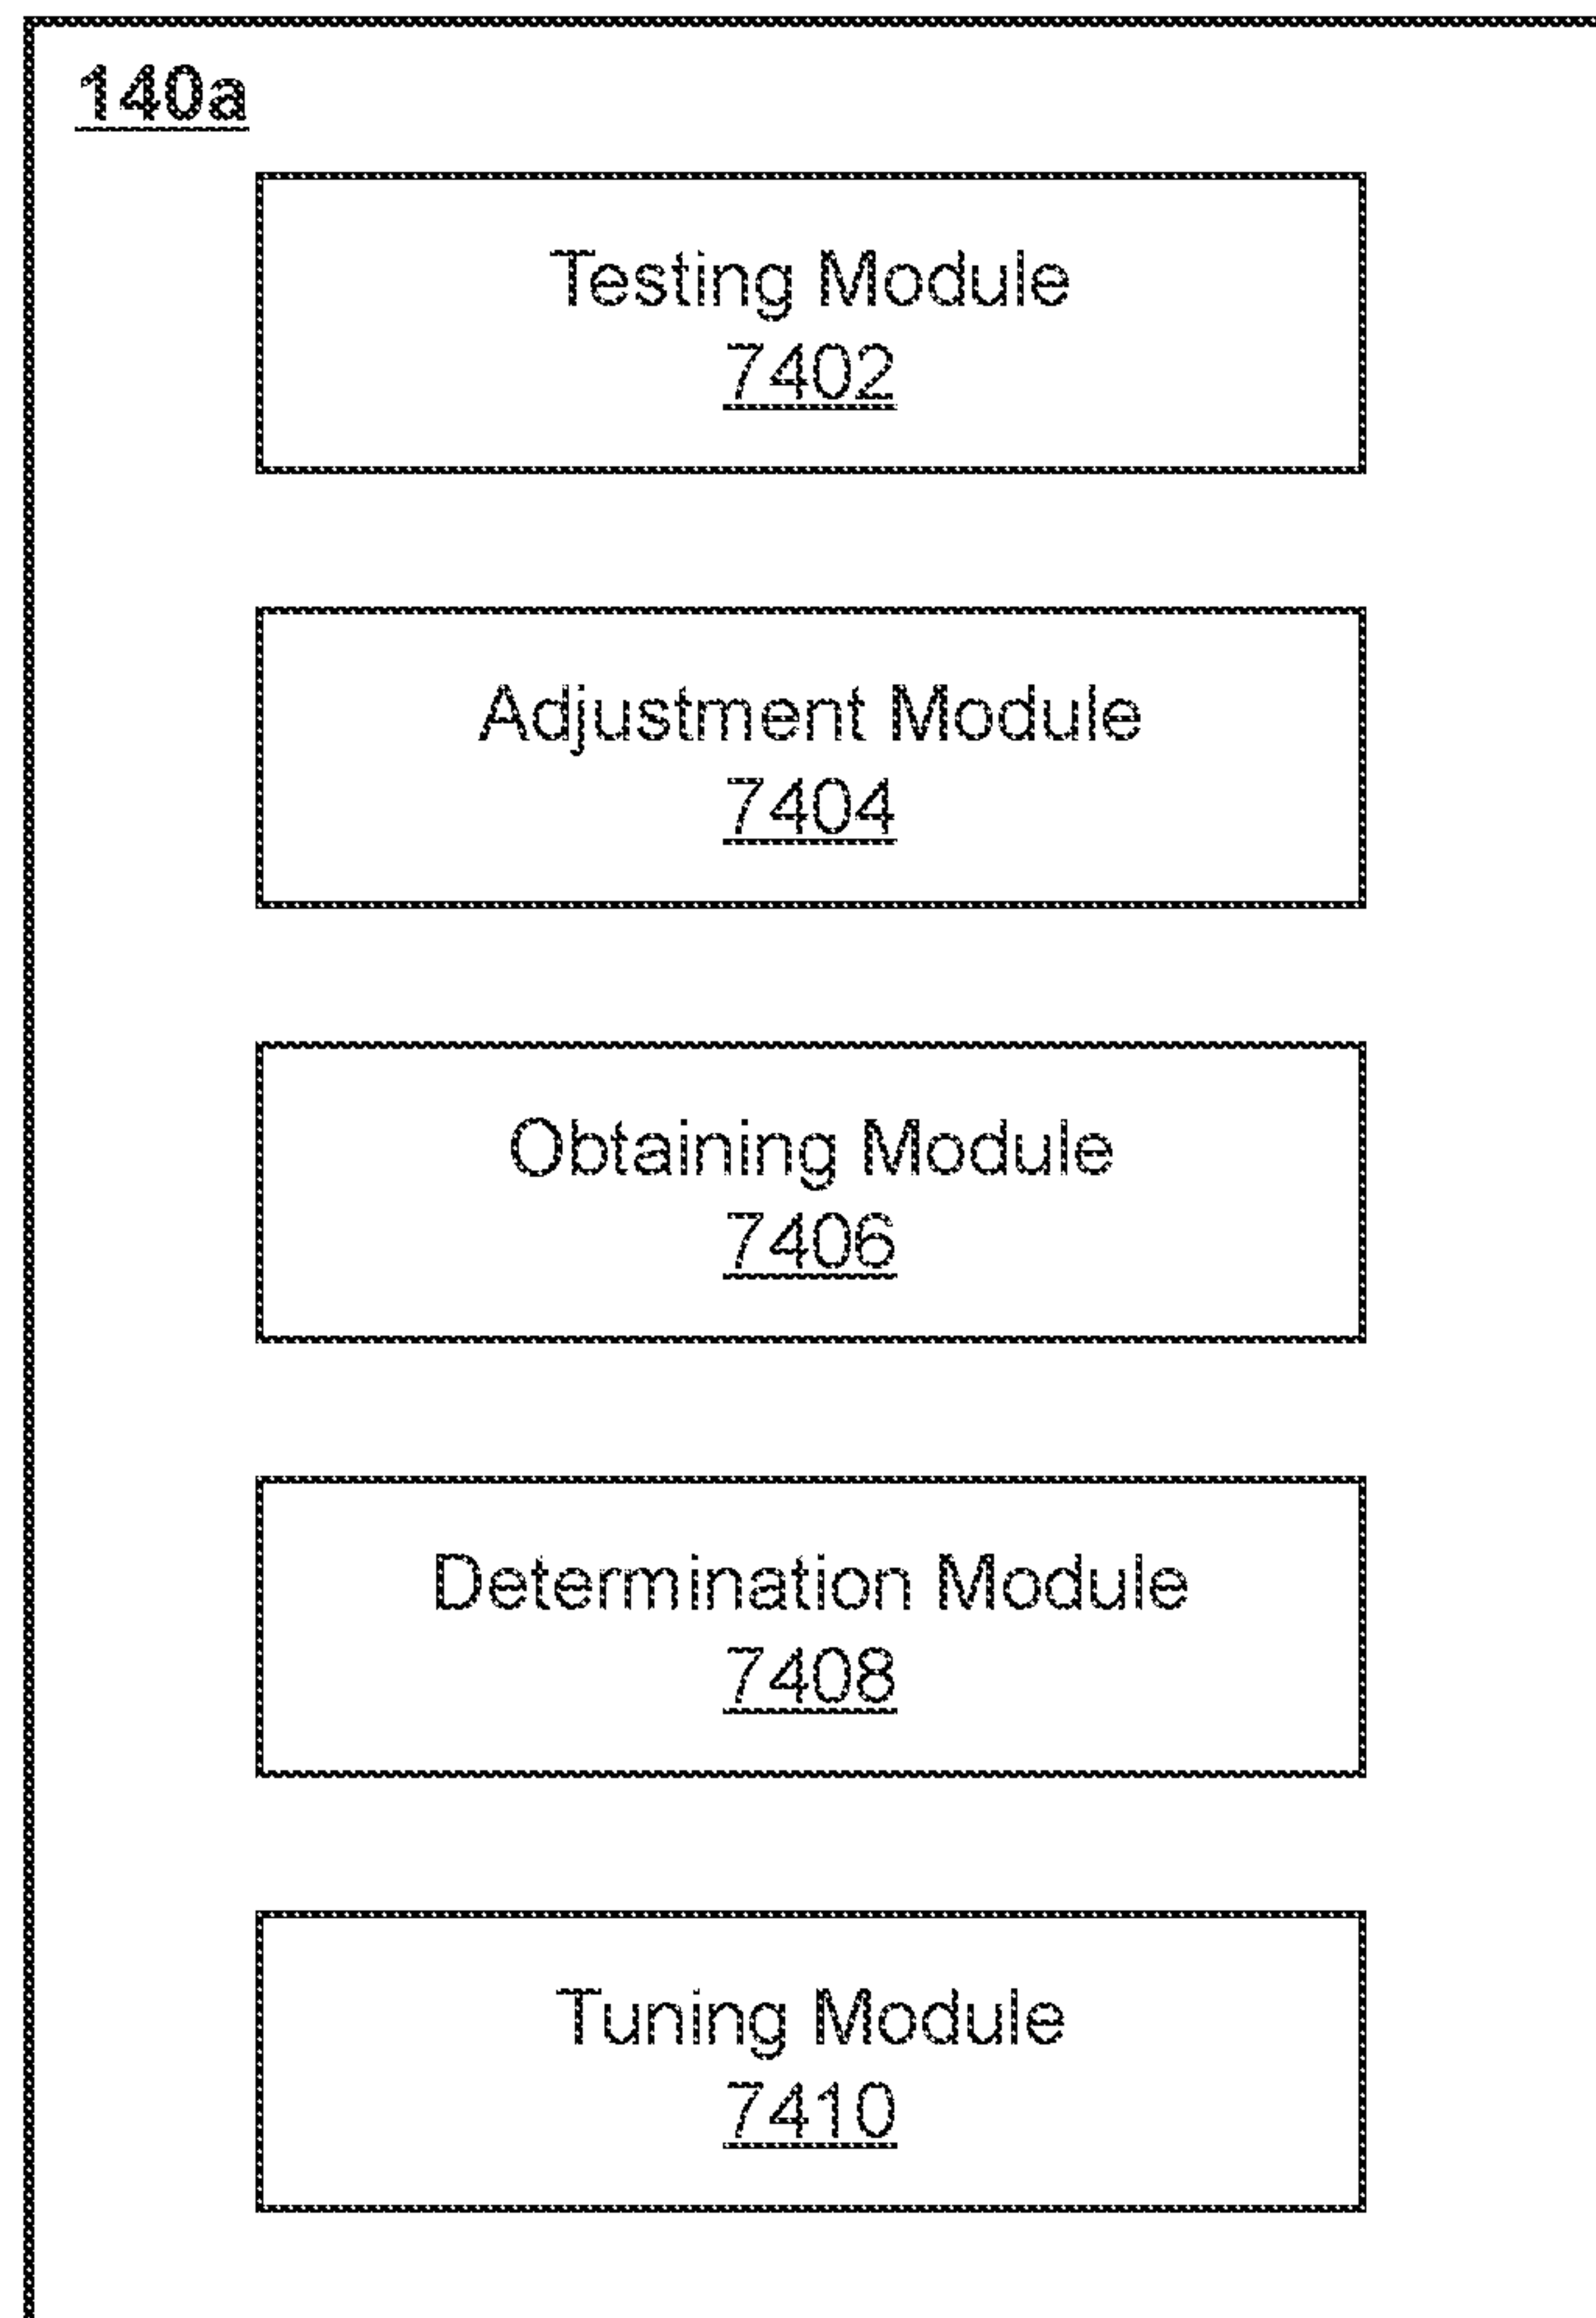 140a
Testing Module
7402
Adjustment Module
7404
Obtaining Module
7406
Determination Module
7408
Tuning Module
7410